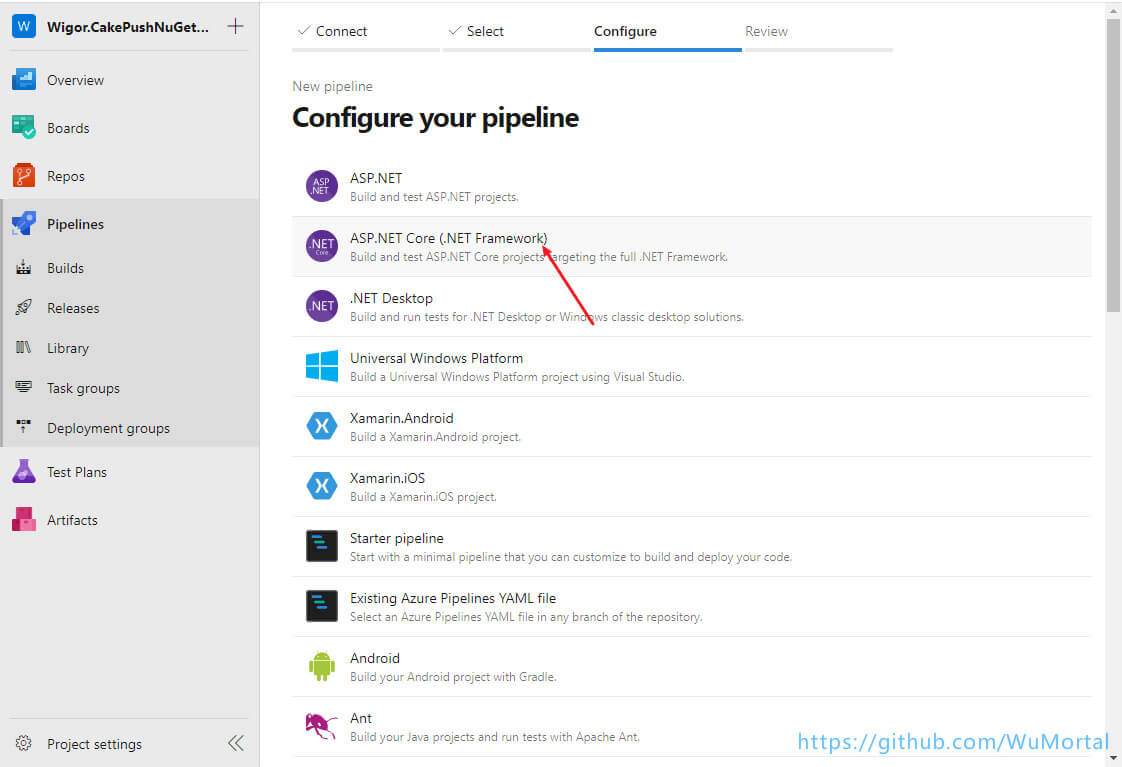 W Wigor.CakePushNuGet... +
Overview
Boards
Repos
Pipelines
Builds
Releases
Library
Task groups
Deployment groups
Test Plans
Artifacts
Project settings
Connect
Select
Configure
Review
New pipeline
Configure your pipeline
ASP
.NET
ASP.NET
Build and test ASP.NET projects.
.NET
Core
ASP.NET Core (.NET Framework)
Build and test ASP.NET Core projects targeting the full .NET Framework.
.NET
.NET Desktop
Build and run tests for .NET Desktop or Windows classic desktop solutions.
Universal Windows Platform
Build a Universal Windows Platform project using Visual Studio.
Xamarin.Android
Build a Xamarin.Android project.
Xamarin.iOS
Build a Xamarin.iOS project.
Starter pipeline
Start with a minimal pipeline that you can customize to build and deploy your code.
Existing Azure Pipelines YAML file
Select an Azure Pipelines YAML file in any branch of the repository.
Android
Build your Android project with Gradle.
Ant
Build your Java projects and run tests with Apache Ant.
https://github.com/WuMortal